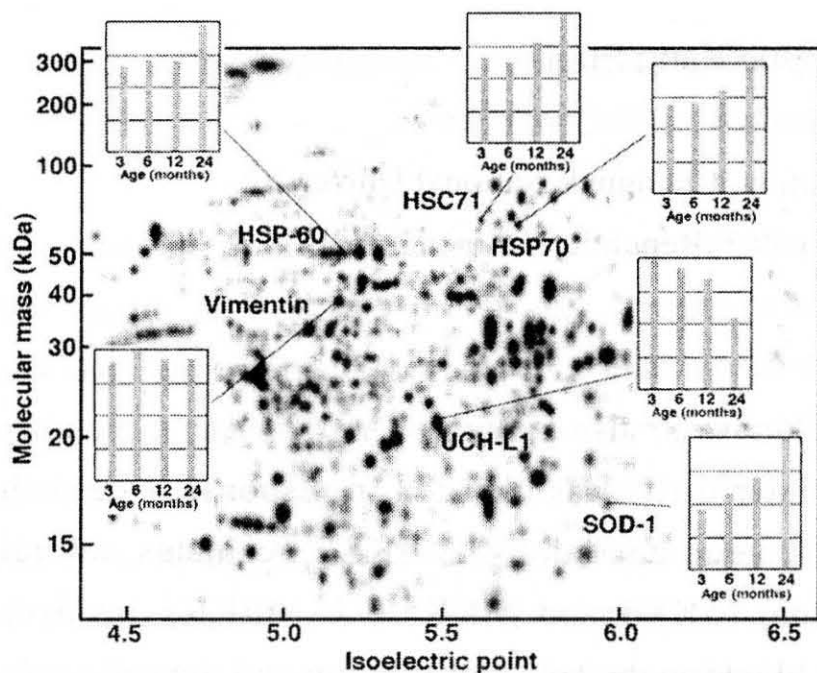 300
200
100
50
40
30
20
15
Molecular mass (kDa)
4.5 5.0 5.5 6.0 6.5
Isoelectric point
3 6 12 24
Age (months)
HSP-60
3 6 12 24
Age (months)
HSC71
3 6 12 24
Age (months)
HSP70
Vimentin
3 6 12 24
Age (months)
3 6 12 24
Age (months)
UCH-L1
SOD-1
3 6 12 24
Age (months)